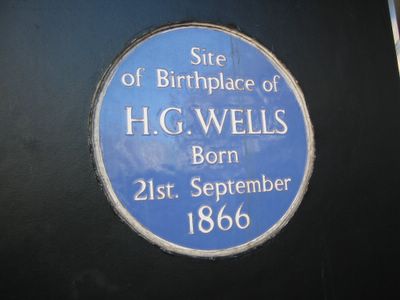 Site
of Birthplace of
H.G.WELLS
Born
21st. September
1866